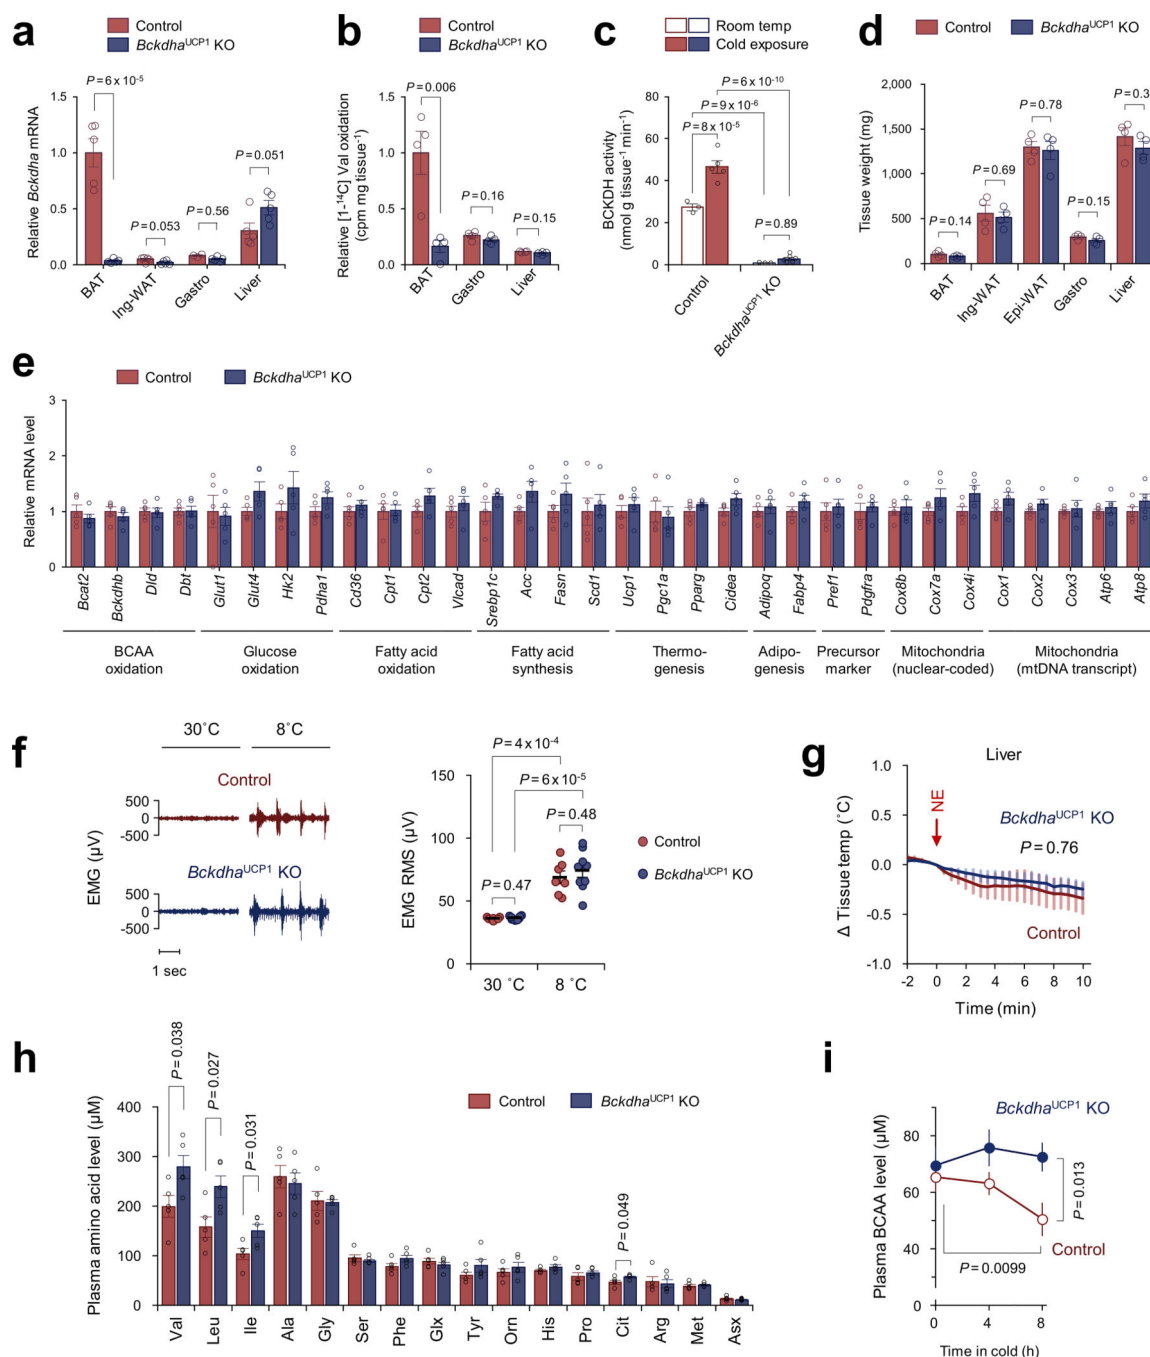 a
Control
Bckdha^UCP1 KO
P = 6 x 10^-5
P = 0.053
P = 0.56
P = 0.051
Relative Bckdha mRNA
1.5
1.0
0.5
0.0
BAT
Ing-WAT
Gastro
Liver
b
Control
Bckdha^UCP1 KO
P = 0.006
P = 0.16
P = 0.15
Relative [1-^14C] Val oxidation
(cpm mg tissue^-1)
1.5
1.0
0.5
0.0
BAT
Gastro
Liver
c
Room temp
Cold exposure
P = 6 x 10^-10
P = 9 x 10^-6
P = 8 x 10^-5
P = 0.89
BCKDH activity
(nmol g tissue^-1 min^-1)
80
60
40
20
0
Control
Bckdha^UCP1 KO
d
Control
Bckdha^UCP1 KO
P = 0.14
P = 0.69
P = 0.78
P = 0.15
P = 0.3
Tissue weight (mg)
2,000
1,500
1,000
500
0
BAT
Ing-WAT
Epi-WAT
Gastro
Liver
e
Control
Bckdha^UCP1 KO
Relative mRNA level
3
2
1
0
Bcat2
Bckdhb
Dld
Dbt
Glut1
Glut4
Hk2
Pdha1
Cd36
Cpt1
Cpt2
Vlcad
Srebp1c
Acc
Fasn
Scd1
Ucp1
Pgc1a
Pparg
Cidea
Adipoq
Fabp4
Pref1
Pdgfra
Cox8b
Cox7a
Cox4i
Cox1
Cox2
Cox3
Atp6
Atp8
BCAA
oxidation
Glucose
oxidation
Fatty acid
oxidation
Fatty acid
synthesis
Thermo-
genesis
Adipo-
genesis
Precursor
marker
Mitochondria
(nuclear-coded)
Mitochondria
(mtDNA transcript)
f
30˚C
8˚C
Control
500
0
-500
Bckdha^UCP1 KO
500
0
-500
EMG (μV)
1 sec
P = 4 x 10^-4
P = 6 x 10^-5
P = 0.48
P = 0.47
EMG RMS (μV)
150
100
50
0
30 ˚C
8 ˚C
Control
Bckdha^UCP1 KO
g
Liver
NE
Bckdha^UCP1 KO
P = 0.76
Control
Δ Tissue temp (˚C)
1.0
0.5
0.0
-0.5
-1.0
-2
0
2
4
6
8
10
Time (min)
h
Control
Bckdha^UCP1 KO
P = 0.038
P = 0.027
P = 0.031
P = 0.049
Plasma amino acid level (μM)
400
300
200
100
0
Val
Leu
Ile
Ala
Gly
Ser
Phe
Glx
Tyr
Orn
His
Pro
Cit
Arg
Met
Asx
i
Bckdha^UCP1 KO
Control
P = 0.013
P = 0.0099
Plasma BCAA level (μM)
80
60
40
0
0
4
8
Time in cold (h)